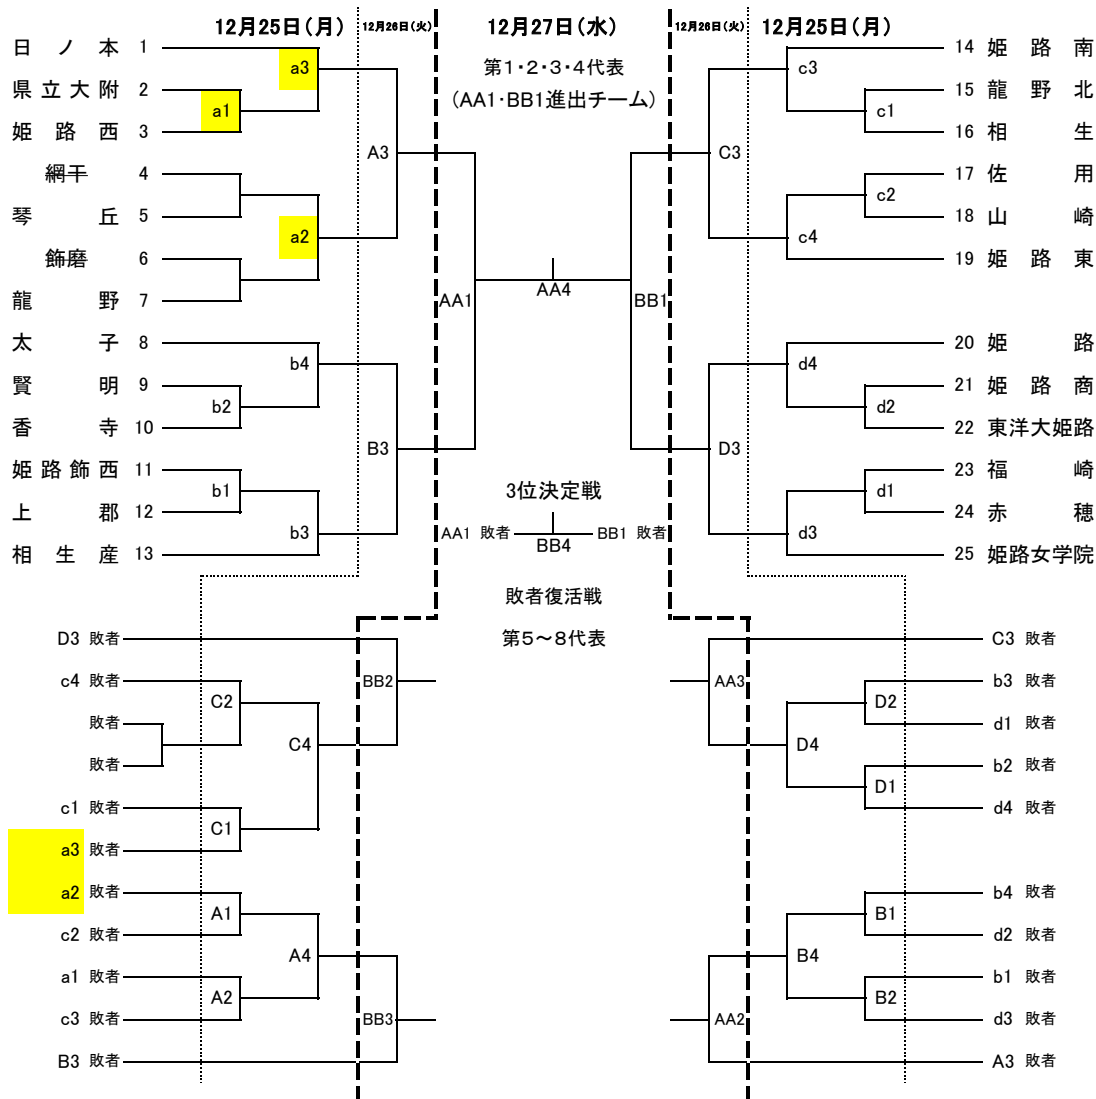 12月25日（月）
12月26日（火）
12月27日（水）
12月26日（火）
12月25日（月）
第1・2・3・4代表
（AA1・BB1進出チーム）
日ノ本 1
県立大附 2
姫路西 3
網干 4
琴丘 5
飾磨 6
龍野 7
太子 8
賢明 9
香寺 10
姫路飾西 11
上郡 12
相生産 13
a3
a1
a2
b4
b2
b1
b3
A3
B3
AA1
AA4
BB1
C3
D3
c3
c1
c2
c4
d4
d2
d1
d3
14 姫路南
15 龍野北
16 相生
17 佐用
18 山崎
19 姫路東
20 姫路
21 姫路商
22 東洋大姫路
23 福崎
24 赤穂
25 姫路女学院
3位決定戦
AA1 敗者 BB4 BB1 敗者
敗者復活戦
第5～8代表
D3 敗者
c4 敗者
敗者
敗者
c1 敗者
a3 敗者
a2 敗者
c2 敗者
a1 敗者
c3 敗者
B3 敗者
C2
C1
A1
A2
C4
A4
BB2
BB3
AA3
AA2
D4
B4
D2
D1
B1
B2
C3 敗者
b3 敗者
d1 敗者
b2 敗者
d4 敗者
b4 敗者
d2 敗者
b1 敗者
d3 敗者
A3 敗者